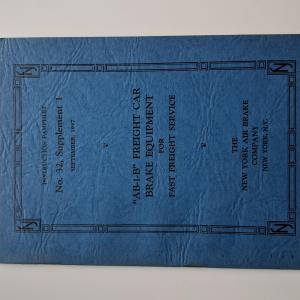 INSTRUCTION PAMPHLET
No. 32, Supplement 1
SEPTEMBER, 1947
"AB-1-B" FREIGHT CAR
BRAKE EQUIPMENT
FOR
FAST FREIGHT SERVICE
THE
NEW YORK AIR BRAKE
COMPANY
NEW YORK, N.Y.